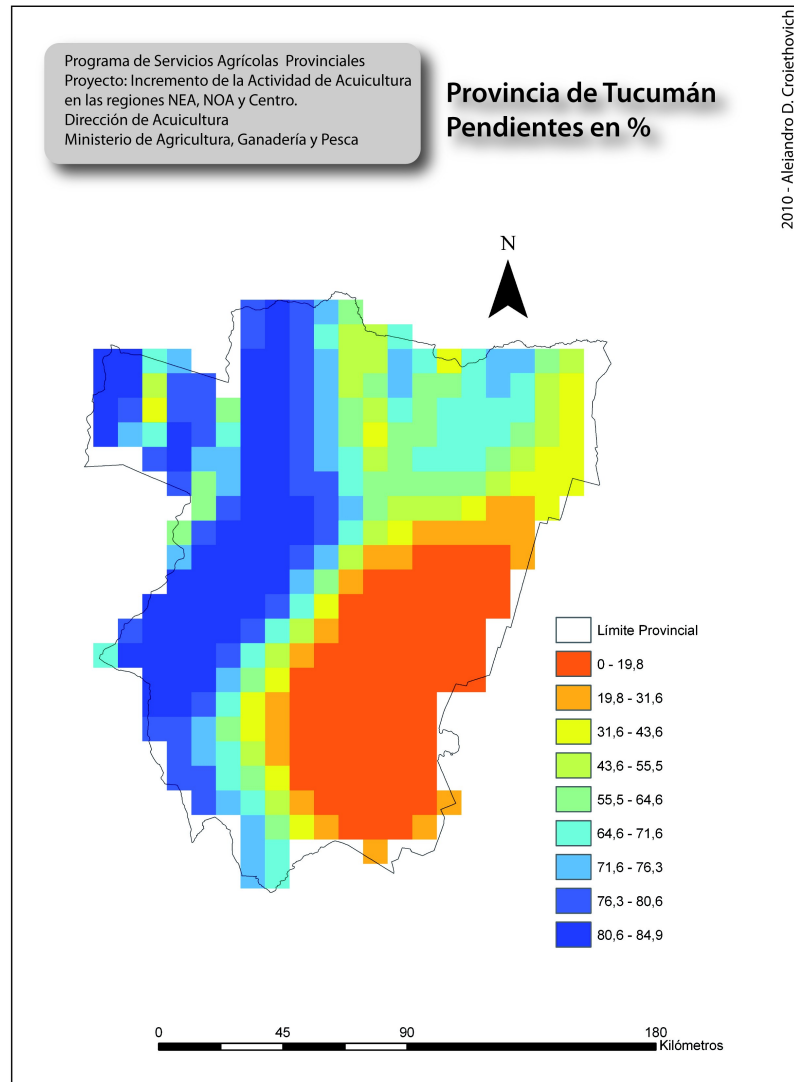 Programa de Servicios Agrícolas  Provinciales
Proyecto: Incremento de la Actividad de Acuicultura
en las regiones NEA, NOA y Centro.
Dirección de Acuicultura
Ministerio de Agricultura, Ganadería y Pesca
Provincia de Tucumán
Pendientes en %
2010 - Alejandro D. Croiethovich
N
Límite Provincial
0 - 19,8
19,8 - 31,6
31,6 - 43,6
43,6 - 55,5
55,5 - 64,6
64,6 - 71,6
71,6 - 76,3
76,3 - 80,6
80,6 - 84,9
0 45 90 180
Kilómetros